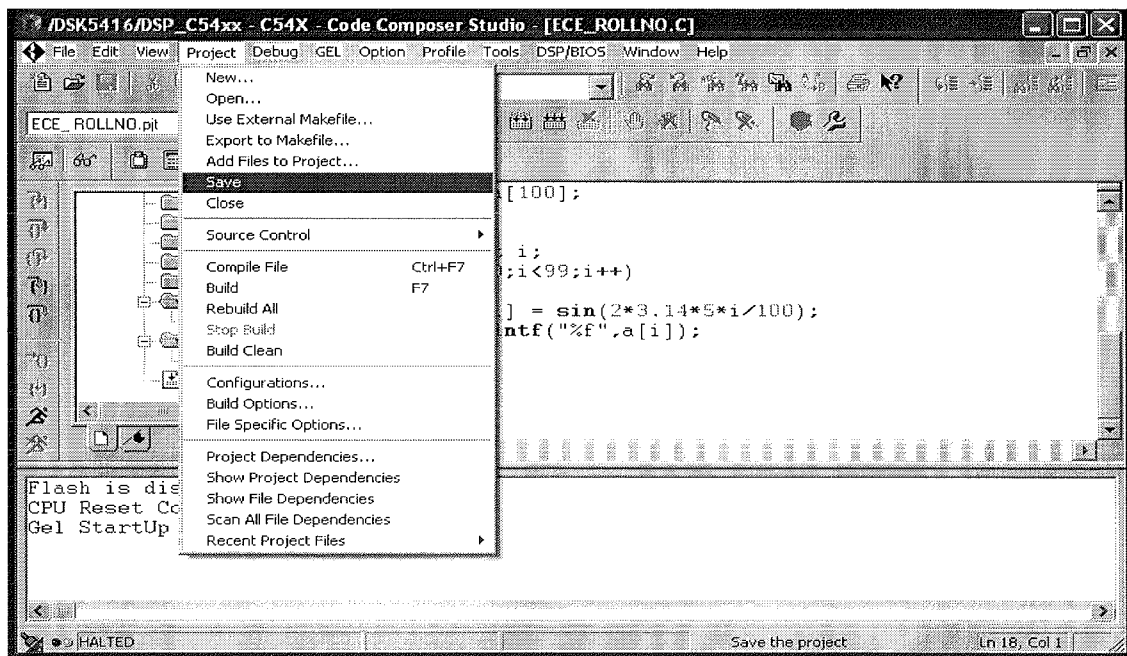 /DSK5416/DSP_C54xx - C54X - Code Composer Studio - [ECE_ROLLNO.C]
File Edit View Project Debug GEL Option Profile Tools DSP/BIOS Window Help
ECE_ROLLNO.pjt
New...
Open...
Use External Makefile...
Export to Makefile...
Add Files to Project...
Save
Close
Source Control
Compile File Ctrl+F7
Build F7
Rebuild All
Stop Build
Build Clean
Configurations...
Build Options...
File Specific Options...
Project Dependencies...
Show Project Dependencies
Show File Dependencies
Scan All File Dependencies
Recent Project Files
[100];
i;
;i<99;i++)
] = sin(2*3.14*5*i/100);
ntf("%f",a[i]);
Flash is dis
CPU Reset Co
Gel StartUp
HALTED Save the project Ln 18, Col 1